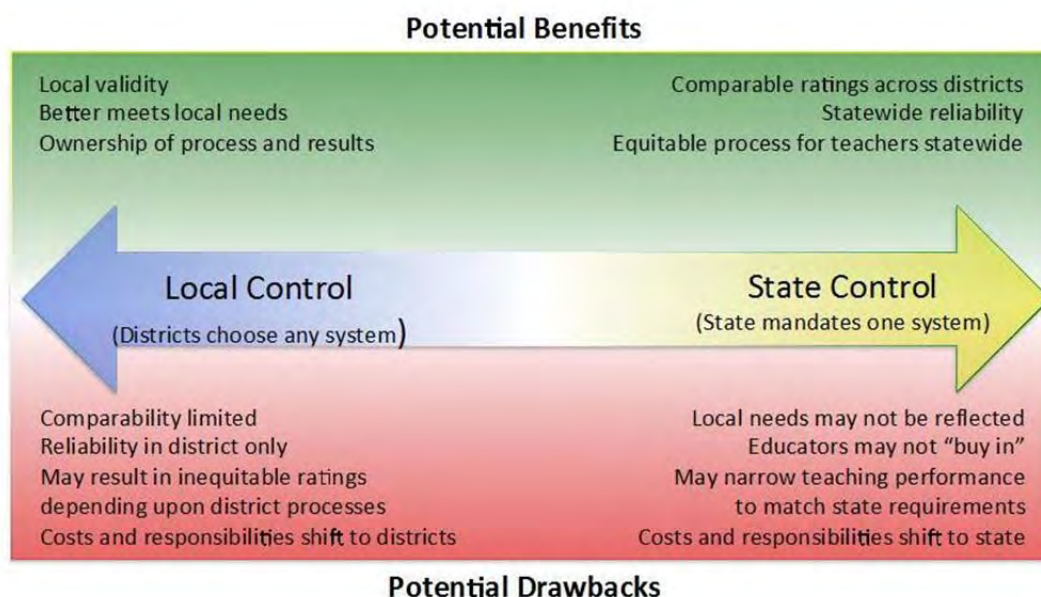 Potential Benefits
Local validity
Better meets local needs
Ownership of process and results
Comparable ratings across districts
Statewide reliability
Equitable process for teachers statewide
Local Control
(Districts choose any system)
State Control
(State mandates one system)
Comparability limited
Reliability in district only
May result in inequitable ratings
depending upon district processes
Costs and responsibilities shift to districts
Local needs may not be reflected
Educators may not “buy in”
May narrow teaching performance
to match state requirements
Costs and responsibilities shift to state
Potential Drawbacks